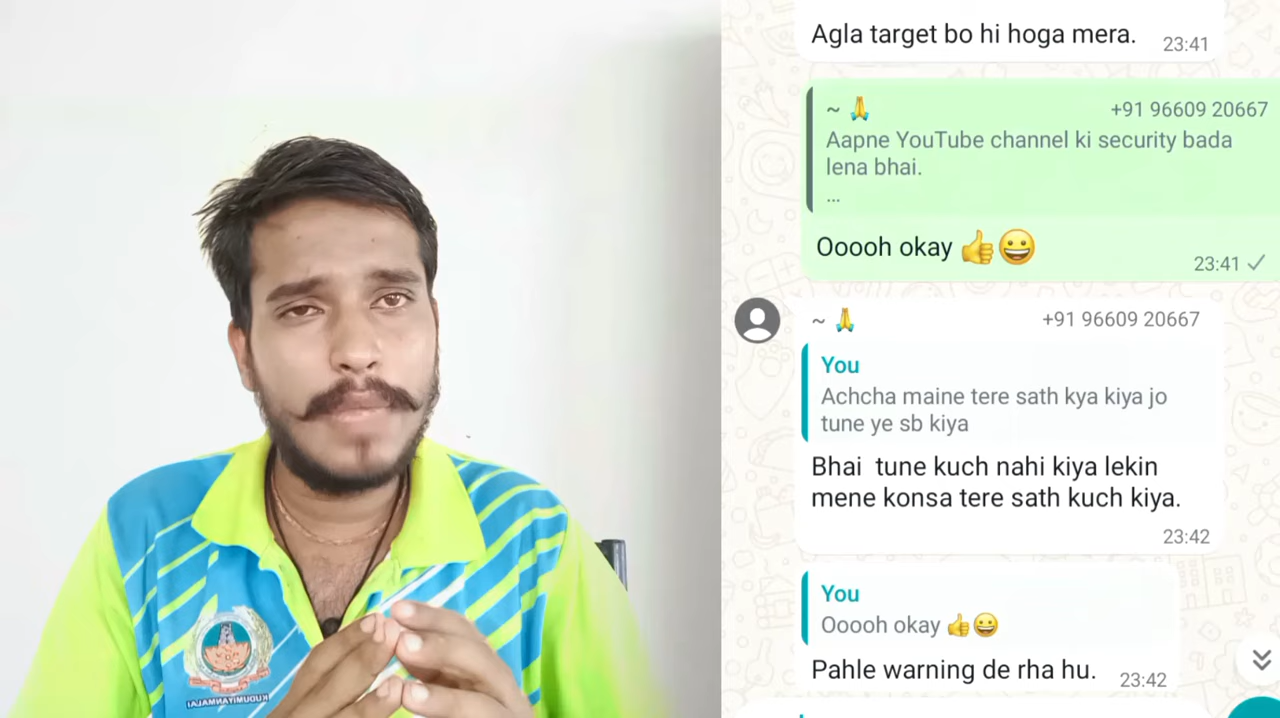 Agla target bo hi hoga mera. 23:41
~ 🙏 +91 96609 20667
Aapne YouTube channel ki security bada
lena bhai.
...
Ooooh okay 👍😀
23:41
~ 🙏 +91 96609 20667
You
Achcha maine tere sath kya kiya jo
tune ye sb kiya
Bhai tune kuch nahi kiya lekin
mene konsa tere sath kuch kiya.
23:42
You
Ooooh okay 👍😀
Pahle warning de rha hu. 23:42
KUDUMIYANMALAI